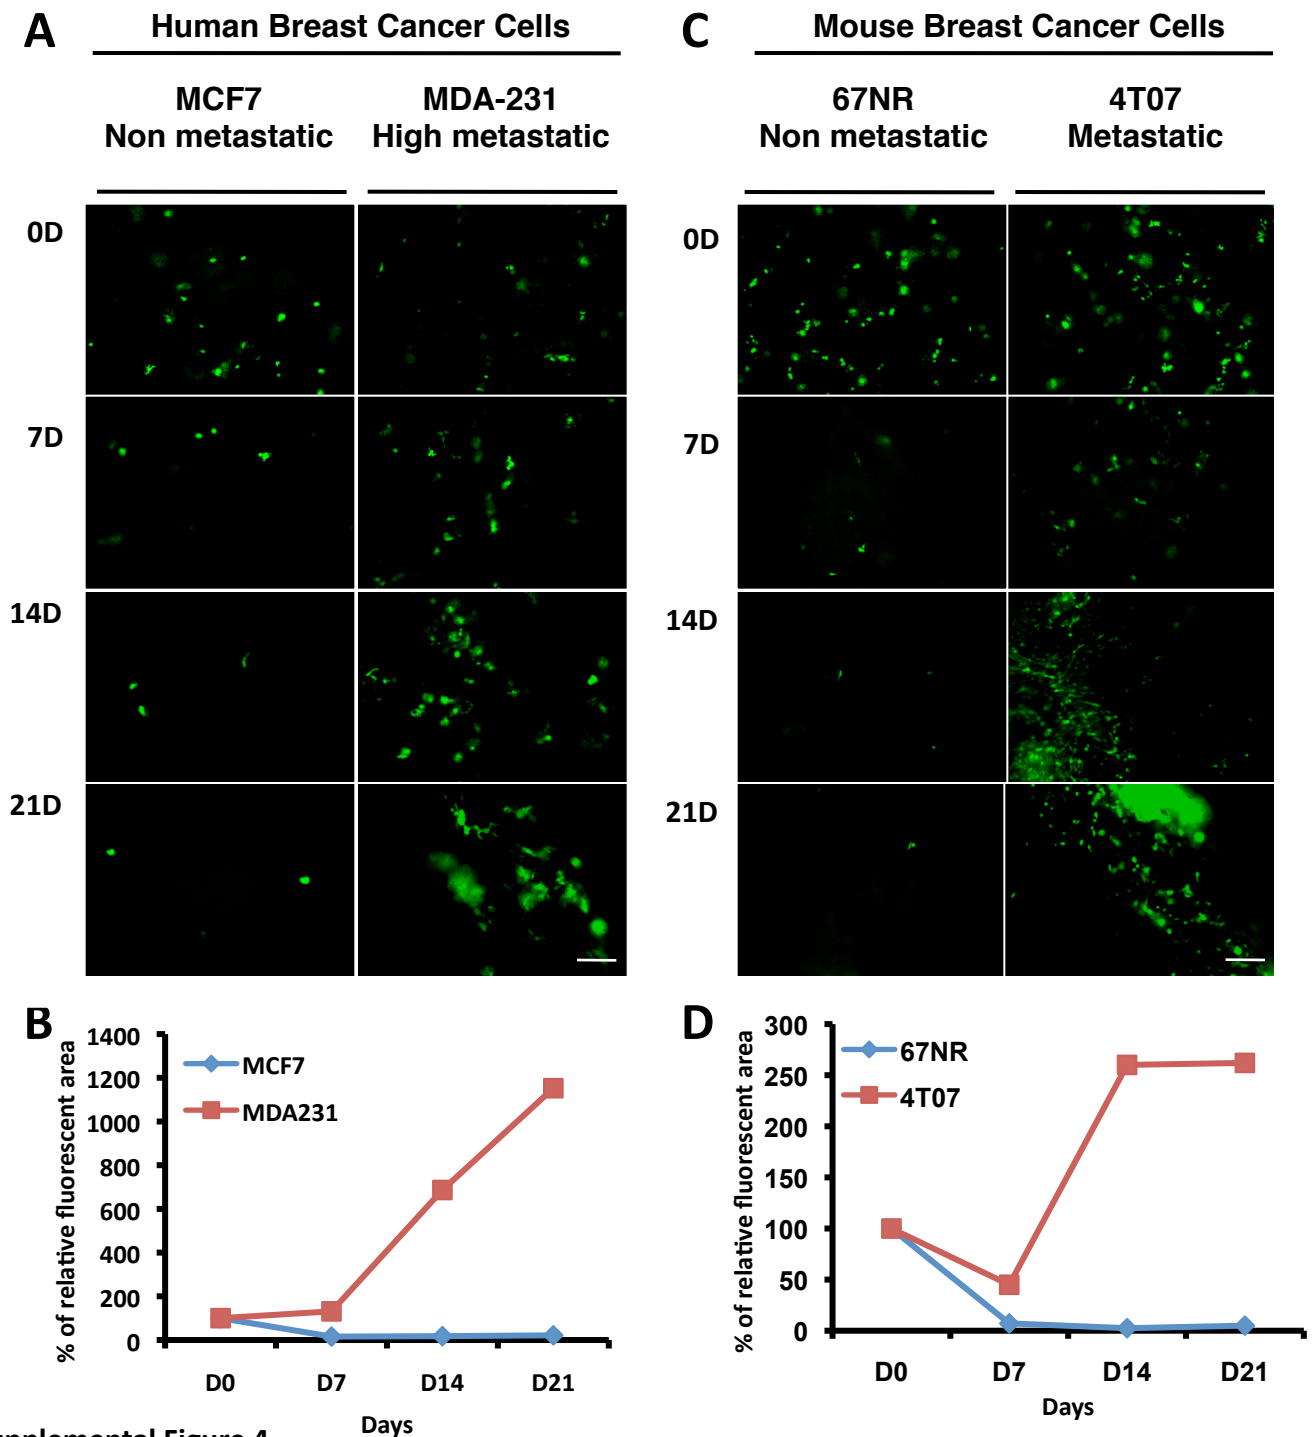 A
Human Breast Cancer Cells
MCF7
Non metastatic
MDA-231
High metastatic
0D
7D
14D
21D
C
Mouse Breast Cancer Cells
67NR
Non metastatic
4T07
Metastatic
0D
7D
14D
21D
B
% of relative fluorescent area
1400
1200
1000
800
600
400
200
0
MCF7
MDA231
D0 D7 D14 D21
Days
D
% of relative fluorescent area
300
250
200
150
100
50
0
67NR
4T07
D0 D7 D14 D21
Days
Figure 4